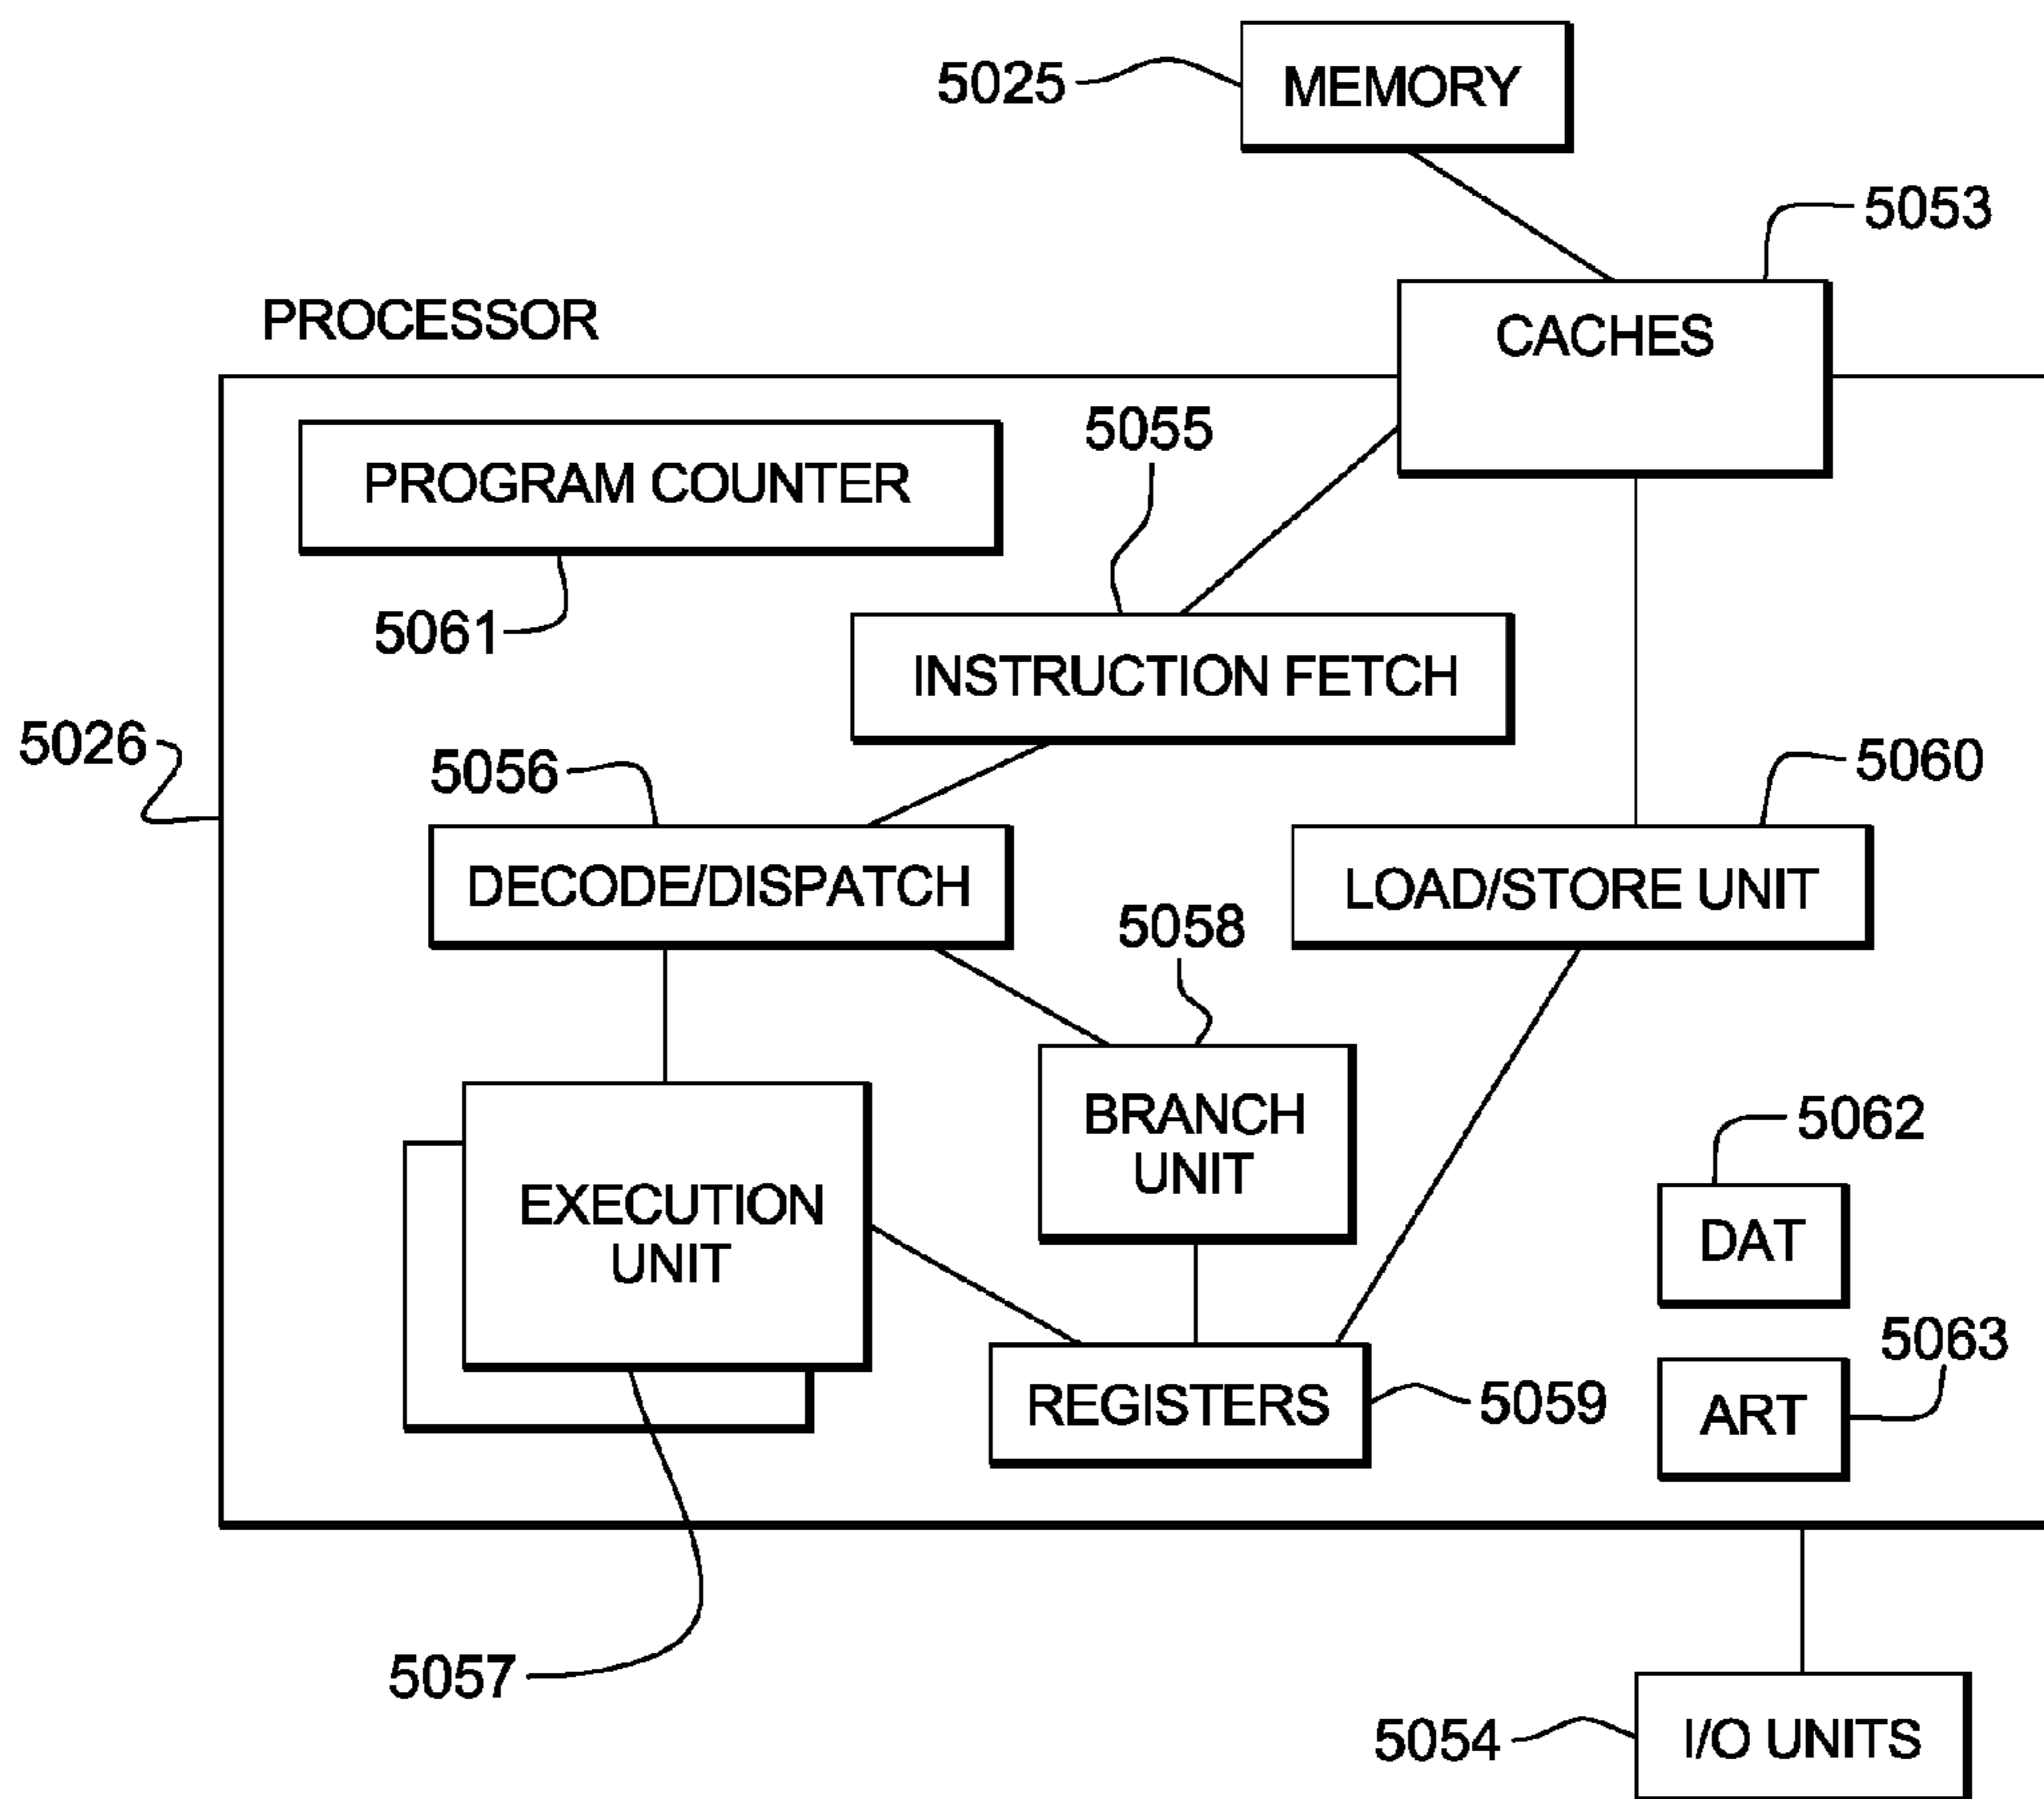 5025
MEMORY
5053
PROCESSOR
CACHES
5055
PROGRAM COUNTER
5061
INSTRUCTION FETCH
5026
5056
5060
DECODE/DISPATCH
LOAD/STORE UNIT
5058
BRANCH
UNIT
5062
EXECUTION
UNIT
DAT
5063
REGISTERS
5059
ART
5057
5054
I/O UNITS